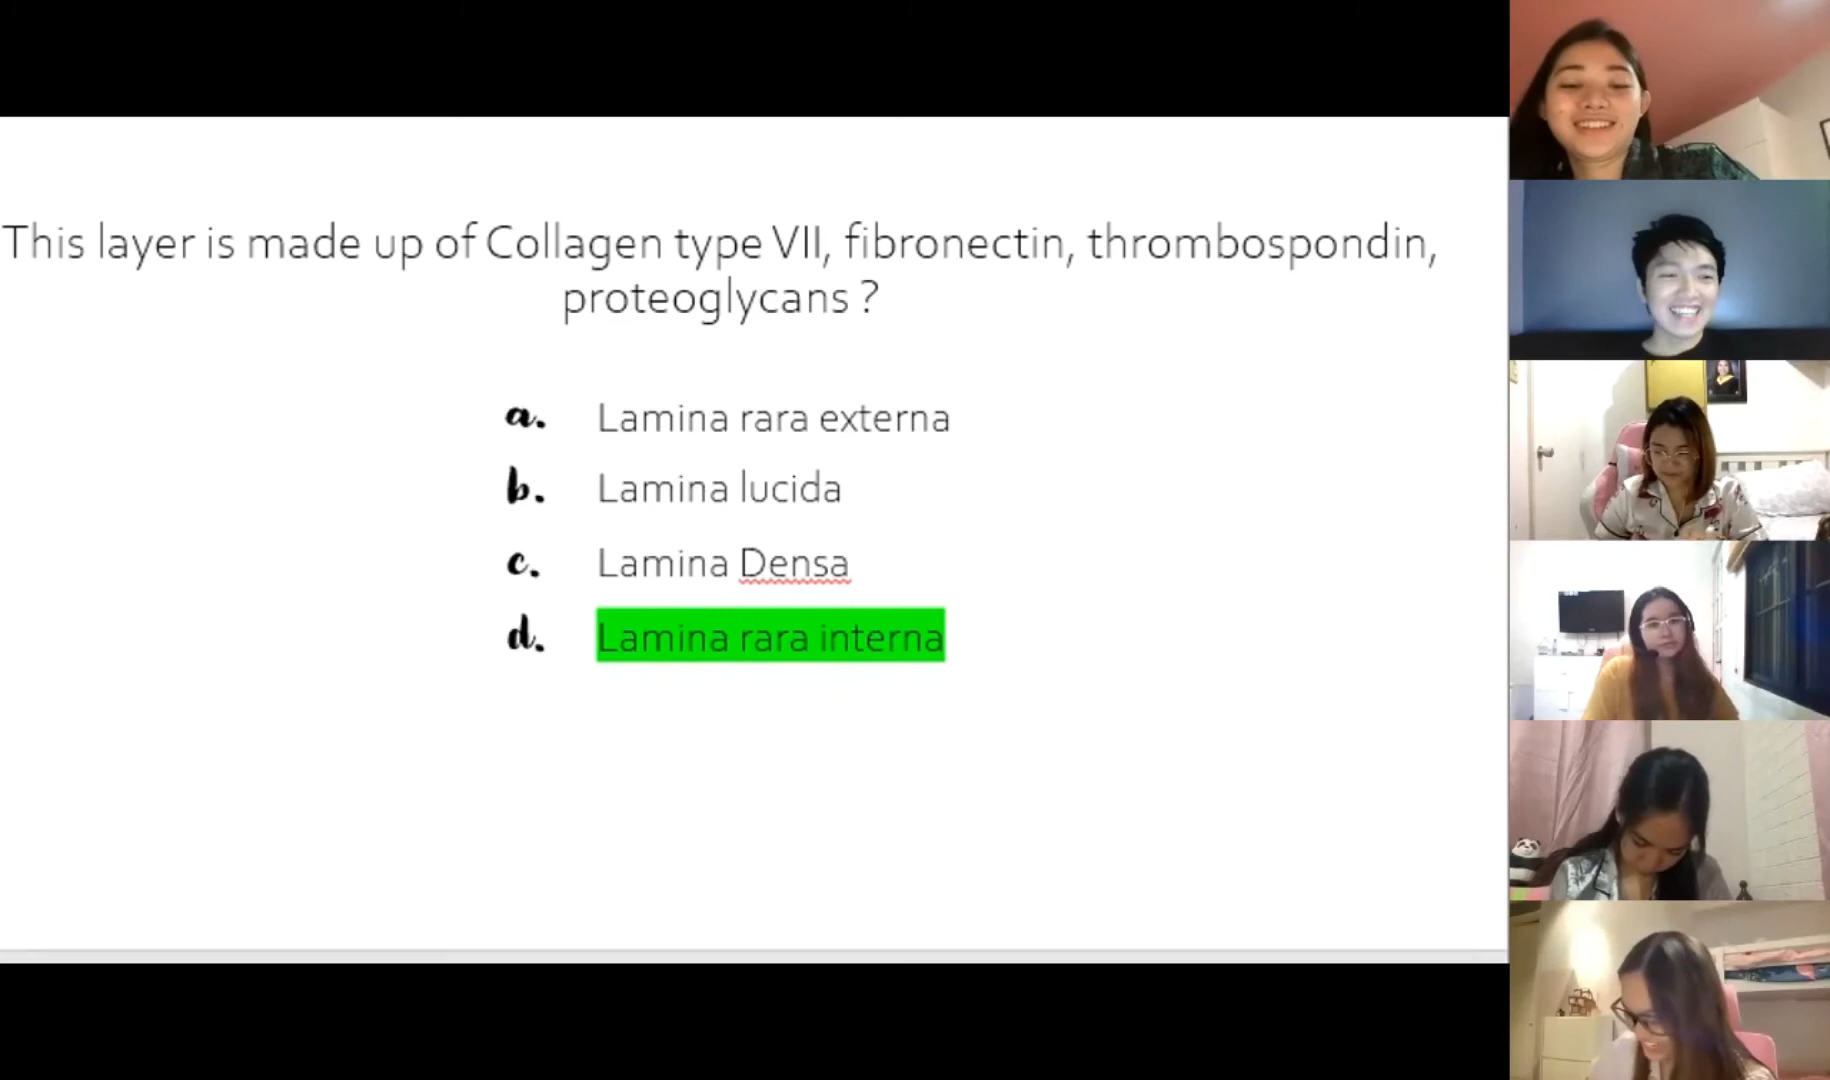 This layer is made up of Collagen type VII, fibronectin, thrombospondin,
proteoglycans ?
a. Lamina rara externa
b. Lamina lucida
c. Lamina Densa
d. Lamina rara interna